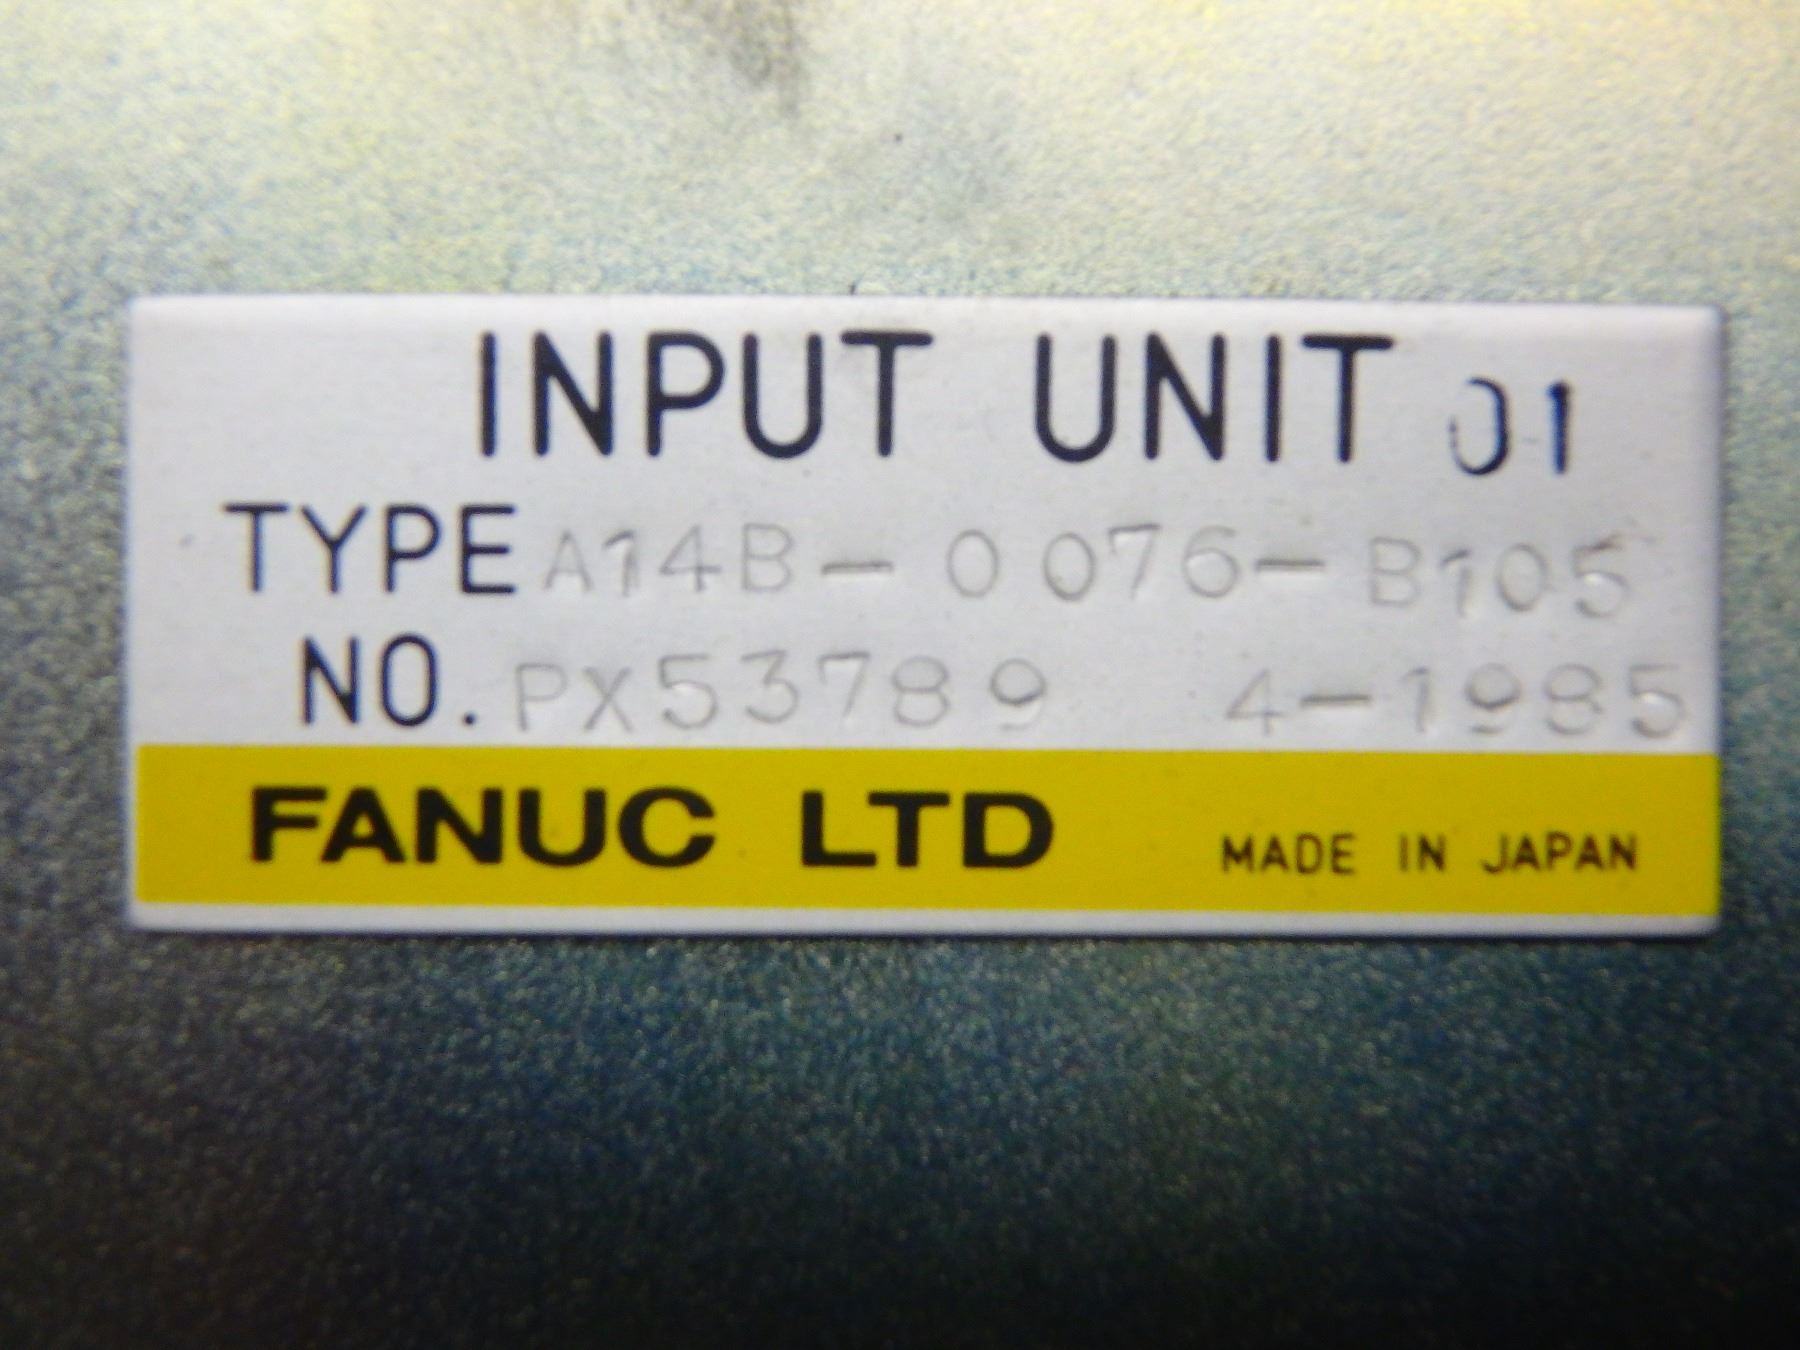 INPUT UNIT 01
TYPE A14B-0076-B105
NO. PX53789 4-1985
FANUC LTD MADE IN JAPAN